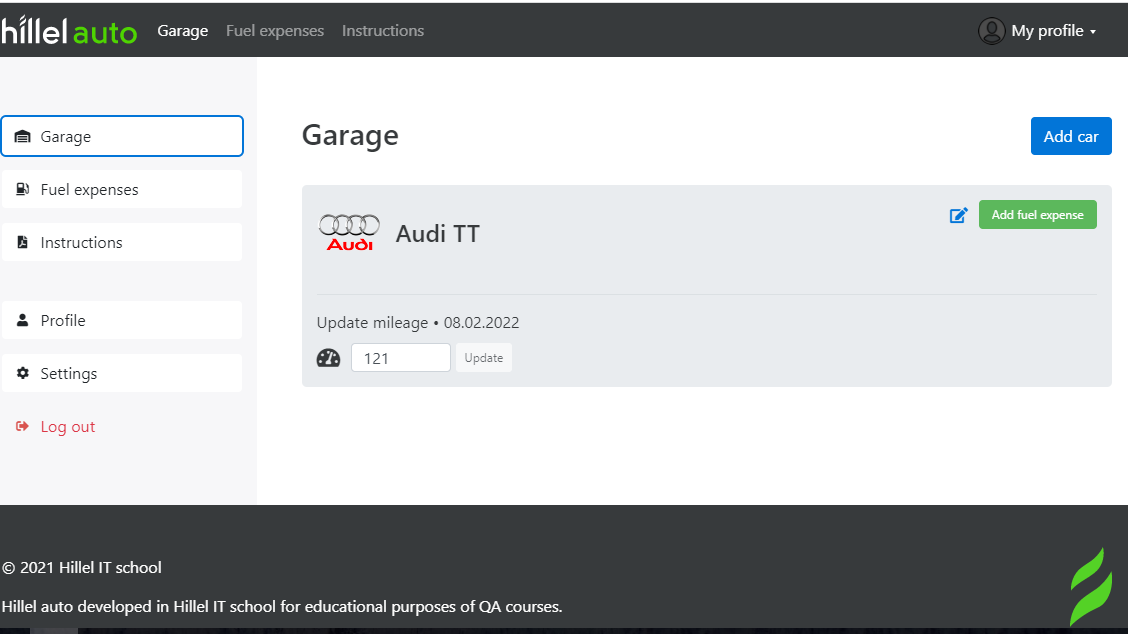 hillel auto Garage Fuel expenses Instructions My profile
Garage
Fuel expenses
Instructions
Profile
Settings
Log out
Garage
Add car
Audi
Audi TT
Add fuel expense
Update mileage • 08.02.2022
121
Update
© 2021 Hillel IT school
Hillel auto developed in Hillel IT school for educational purposes of QA courses.